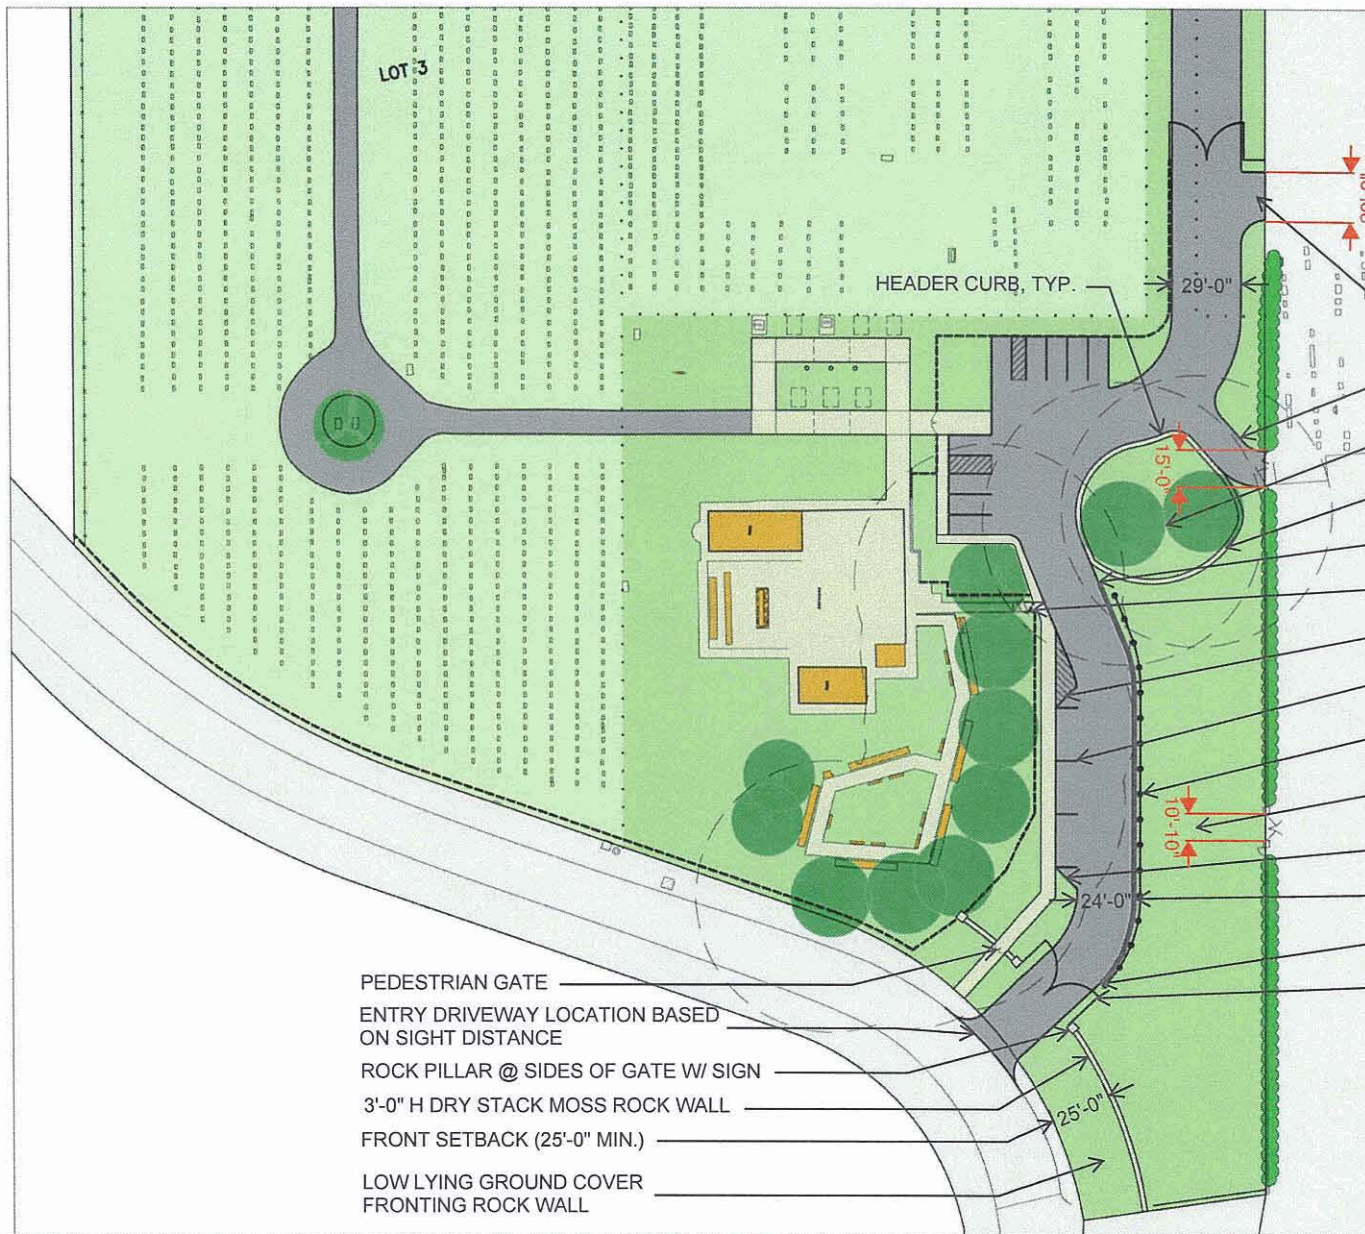 LOT 3
HEADER CURB, TYP.
29'-0"
15'-0"
10'-10"
24'-0"
PEDESTRIAN GATE
ENTRY DRIVEWAY LOCATION BASED
ON SIGHT DISTANCE
ROCK PILLAR @ SIDES OF GATE W/ SIGN
3'-0" H DRY STACK MOSS ROCK WALL
FRONT SETBACK (25'-0" MIN.)
25'-0"
LOW LYING GROUND COVER
FRONTING ROCK WALL